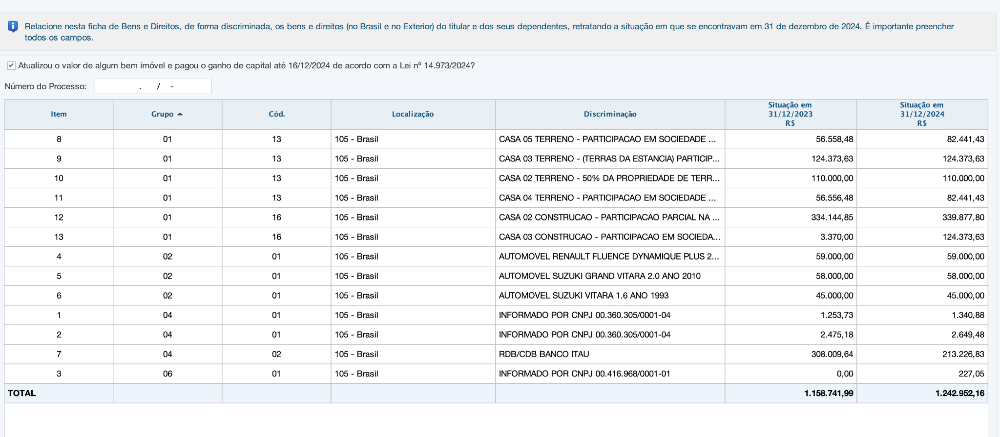 Relacione nesta ficha de Bens e Direitos, de forma discriminada, os bens e direitos (no Brasil e no Exterior) do titular e dos seus dependentes, retratando a situação em que se encontravam em 31 de dezembro de 2024. É importante preencher
todos os campos.
Atualizou o valor de algum bem imóvel e pagou o ganho de capital até 16/12/2024 de acordo com a Lei nº 14.973/2024?
Número do Processo: . / -
Item Grupo Cód. Localização Discriminação Situação em 31/12/2023 R$ Situação em 31/12/2024 R$
8 01 13 105 - Brasil CASA 05 TERRENO - PARTICIPACAO EM SOCIEDADE ... 56.558,48 82.441,43
9 01 13 105 - Brasil CASA 03 TERRENO - (TERRAS DA ESTANCIA) PARTICIP... 124.373,63 124.373,63
10 01 13 105 - Brasil CASA 02 TERRENO - 50% DA PROPRIEDADE DE TERR... 110.000,00 110.000,00
11 01 13 105 - Brasil CASA 04 TERRENO - PARTICIPACAO EM SOCIEDADE ... 56.556,48 82.441,43
12 01 16 105 - Brasil CASA 02 CONSTRUCAO - PARTICIPACAO PARCIAL NA ... 334.144,85 339.877,80
13 01 16 105 - Brasil CASA 03 CONSTRUCAO - PARTICIPACAO EM SOCIEDA... 3.370,00 124.373,63
4 02 01 105 - Brasil AUTOMOVEL RENAULT FLUENCE DYNAMIQUE PLUS 2... 59.000,00 59.000,00
5 02 01 105 - Brasil AUTOMOVEL SUZUKI GRAND VITARA 2.0 ANO 2010 58.000,00 58.000,00
6 02 01 105 - Brasil AUTOMOVEL SUZUKI VITARA 1.6 ANO 1993 45.000,00 45.000,00
1 04 01 105 - Brasil INFORMADO POR CNPJ 00.360.305/0001-04 1.253,73 1.340,88
2 04 01 105 - Brasil INFORMADO POR CNPJ 00.360.305/0001-04 2.475,18 2.649,48
7 04 02 105 - Brasil RDB/CDB BANCO ITAU 308.009,64 213.226,83
3 06 01 105 - Brasil INFORMADO POR CNPJ 00.416.968/0001-01 0,00 227,05
TOTAL 1.158.741,99 1.242.952,16